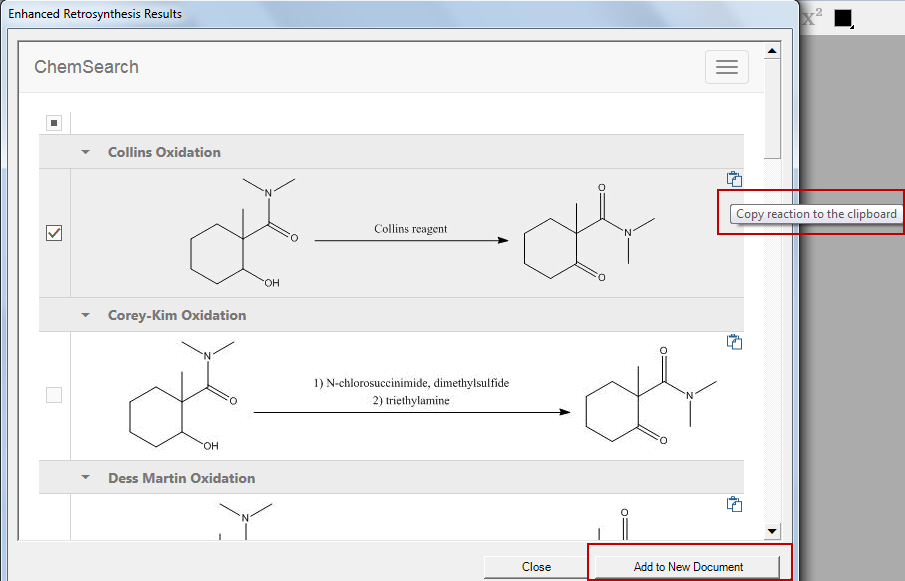 Enhanced Retrosynthesis Results
x²
ChemSearch
Collins Oxidation
N
O
OH
Collins reagent
O
N
O
Copy reaction to the clipboard
Corey-Kim Oxidation
N
O
OH
1) N-chlorosuccinimide, dimethylsulfide
2) triethylamine
O
N
O
Dess Martin Oxidation
N
O
Close
Add to New Document